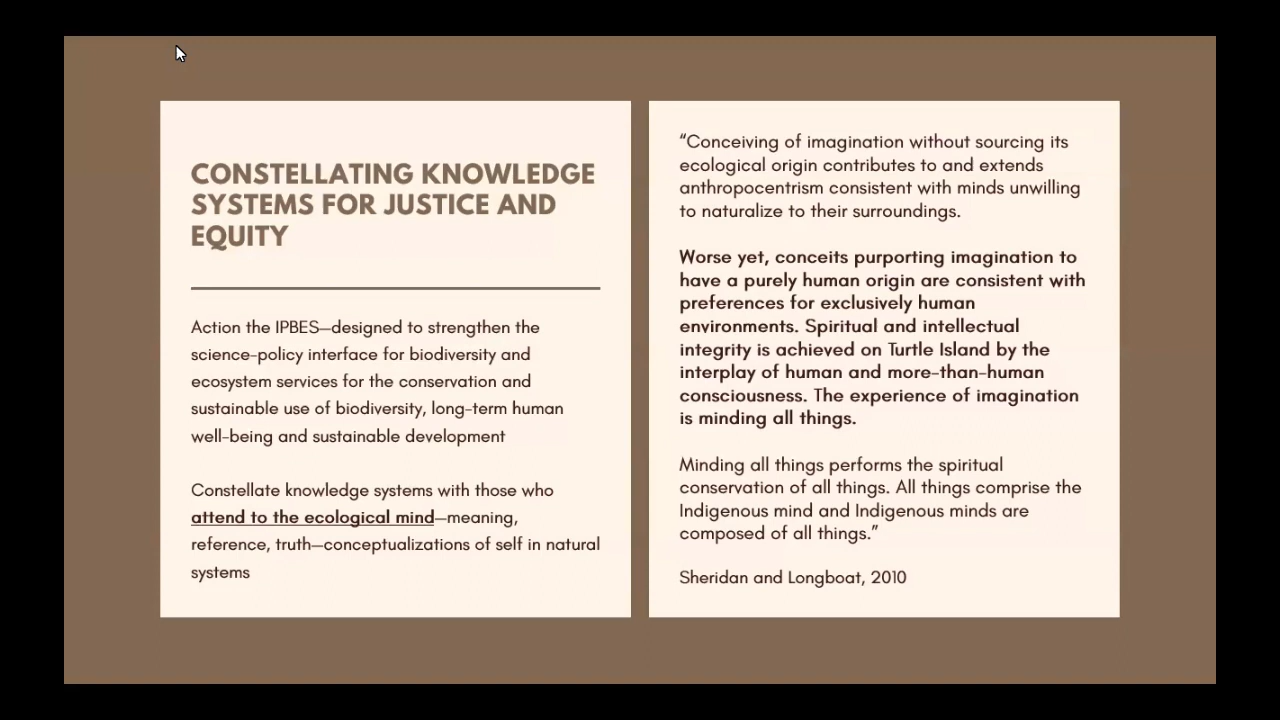 CONSTELLATING KNOWLEDGE
SYSTEMS FOR JUSTICE AND
EQUITY
Action the IPBES—designed to strengthen the
science-policy interface for biodiversity and
ecosystem services for the conservation and
sustainable use of biodiversity, long-term human
well-being and sustainable development
Constellate knowledge systems with those who
attend to the ecological mind—meaning,
reference, truth—conceptualizations of self in natural
systems
“Conceiving of imagination without sourcing its
ecological origin contributes to and extends
anthropocentrism consistent with minds unwilling
to naturalize to their surroundings.
Worse yet, conceits purporting imagination to
have a purely human origin are consistent with
preferences for exclusively human
environments. Spiritual and intellectual
integrity is achieved on Turtle Island by the
interplay of human and more-than-human
consciousness. The experience of imagination
is minding all things.
Minding all things performs the spiritual
conservation of all things. All things comprise the
Indigenous mind and Indigenous minds are
composed of all things.”
Sheridan and Longboat, 2010